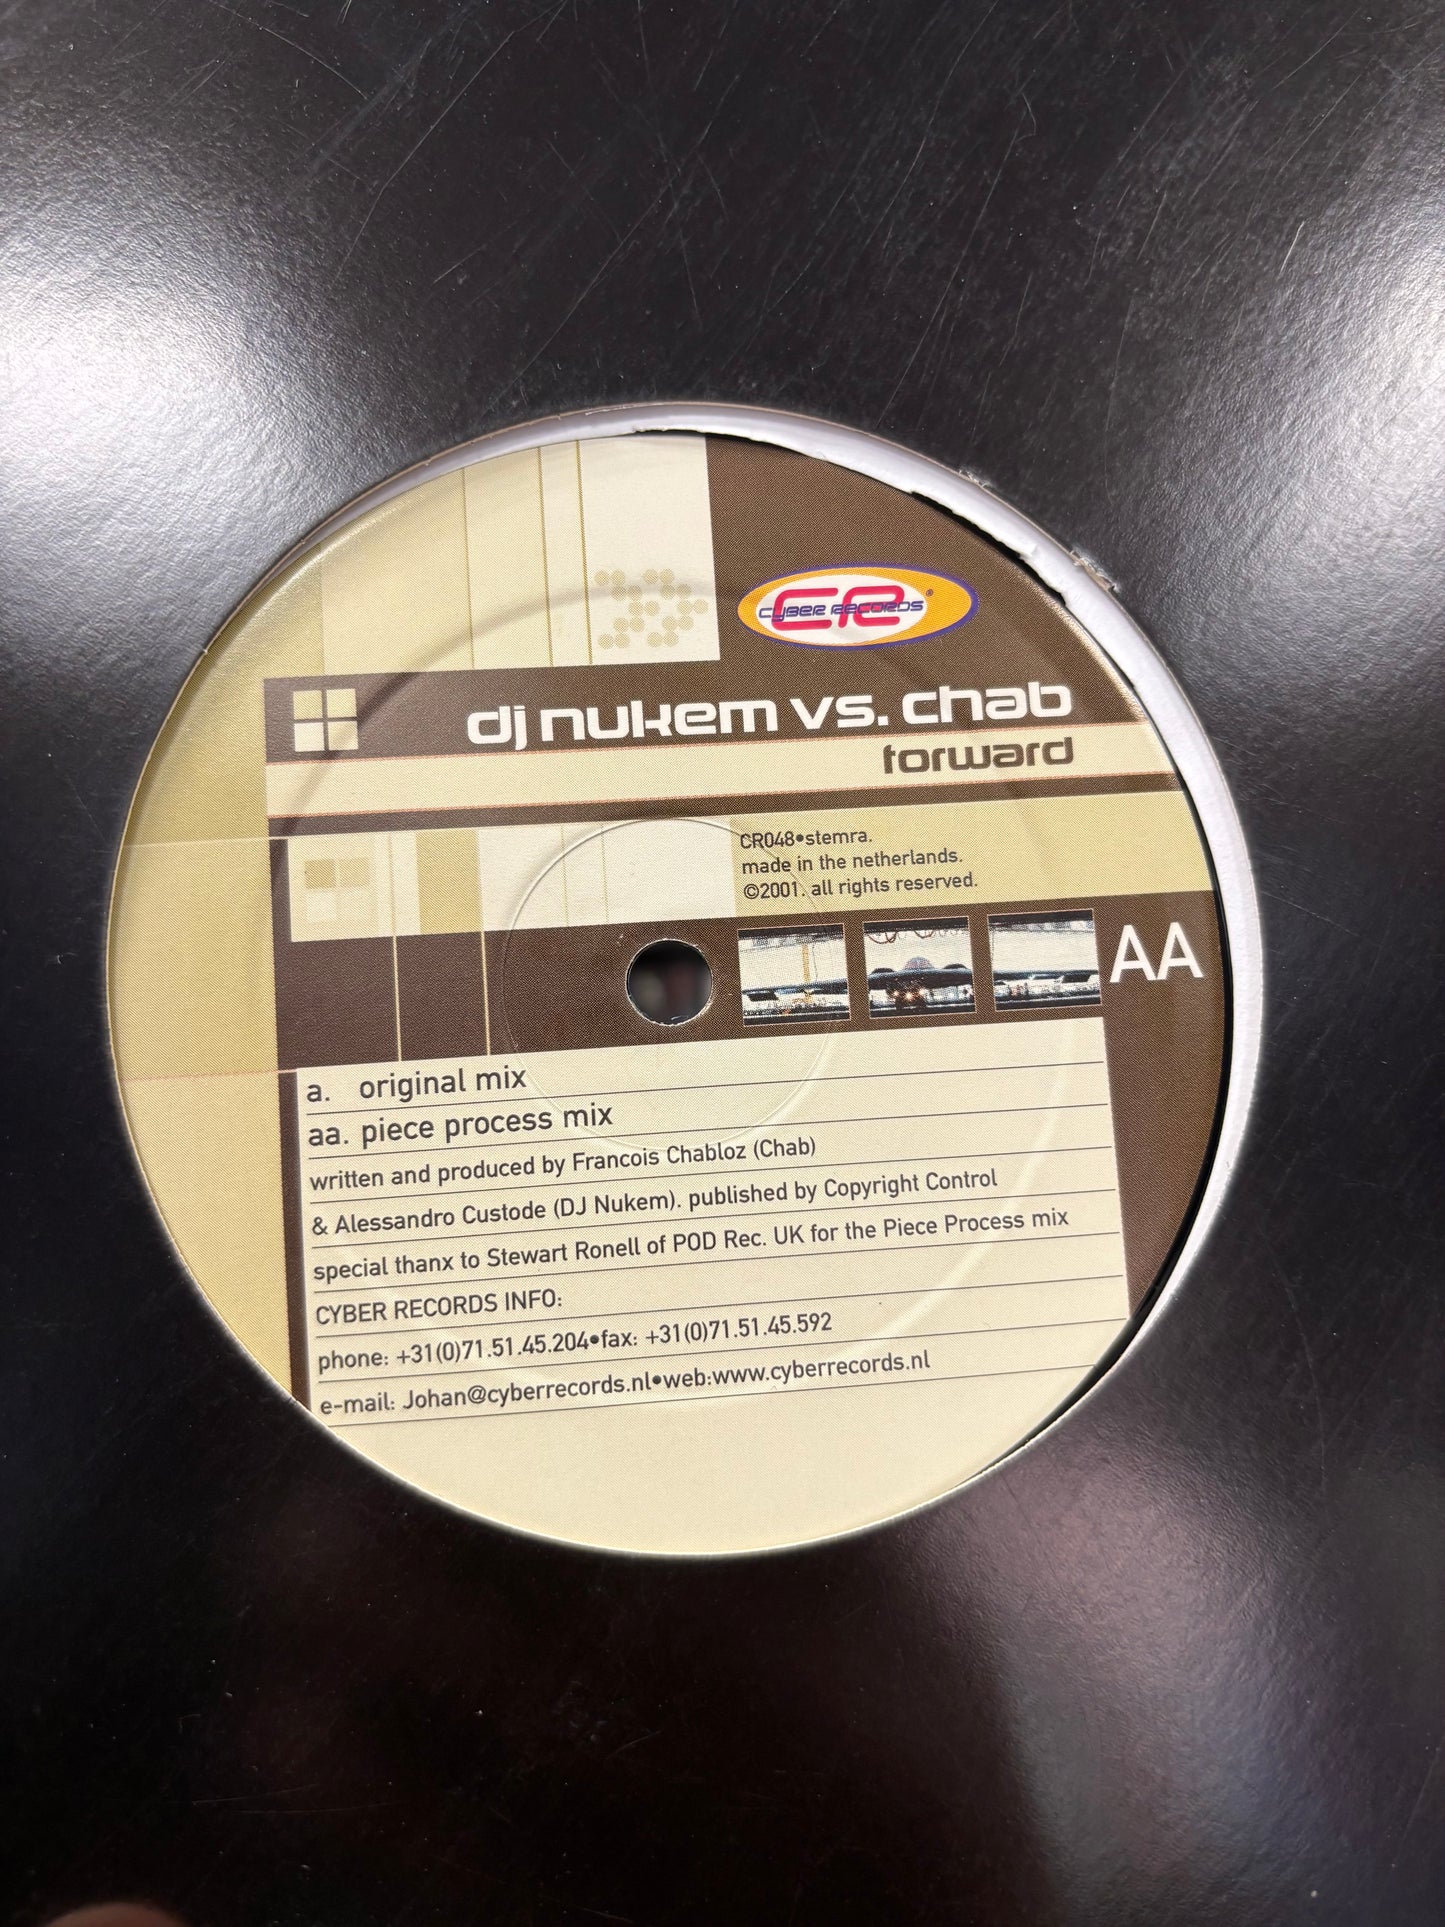 CR
CYBER RECORDS®
dj nukem vs. chab
forward
CR048•stemra.
made in the netherlands.
©2001. all rights reserved.
AA
a. original mix
aa. piece process mix
written and produced by Francois Chabloz (Chab)
& Alessandro Custode (DJ Nukem). published by Copyright Control
special thanx to Stewart Ronell of POD Rec. UK for the Piece Process mix
CYBER RECORDS INFO:
phone: +31(0)71.51.45.204•fax: +31(0)71.51.45.592
e-mail: Johan@cyberrecords.nl•web:www.cyberrecords.nl